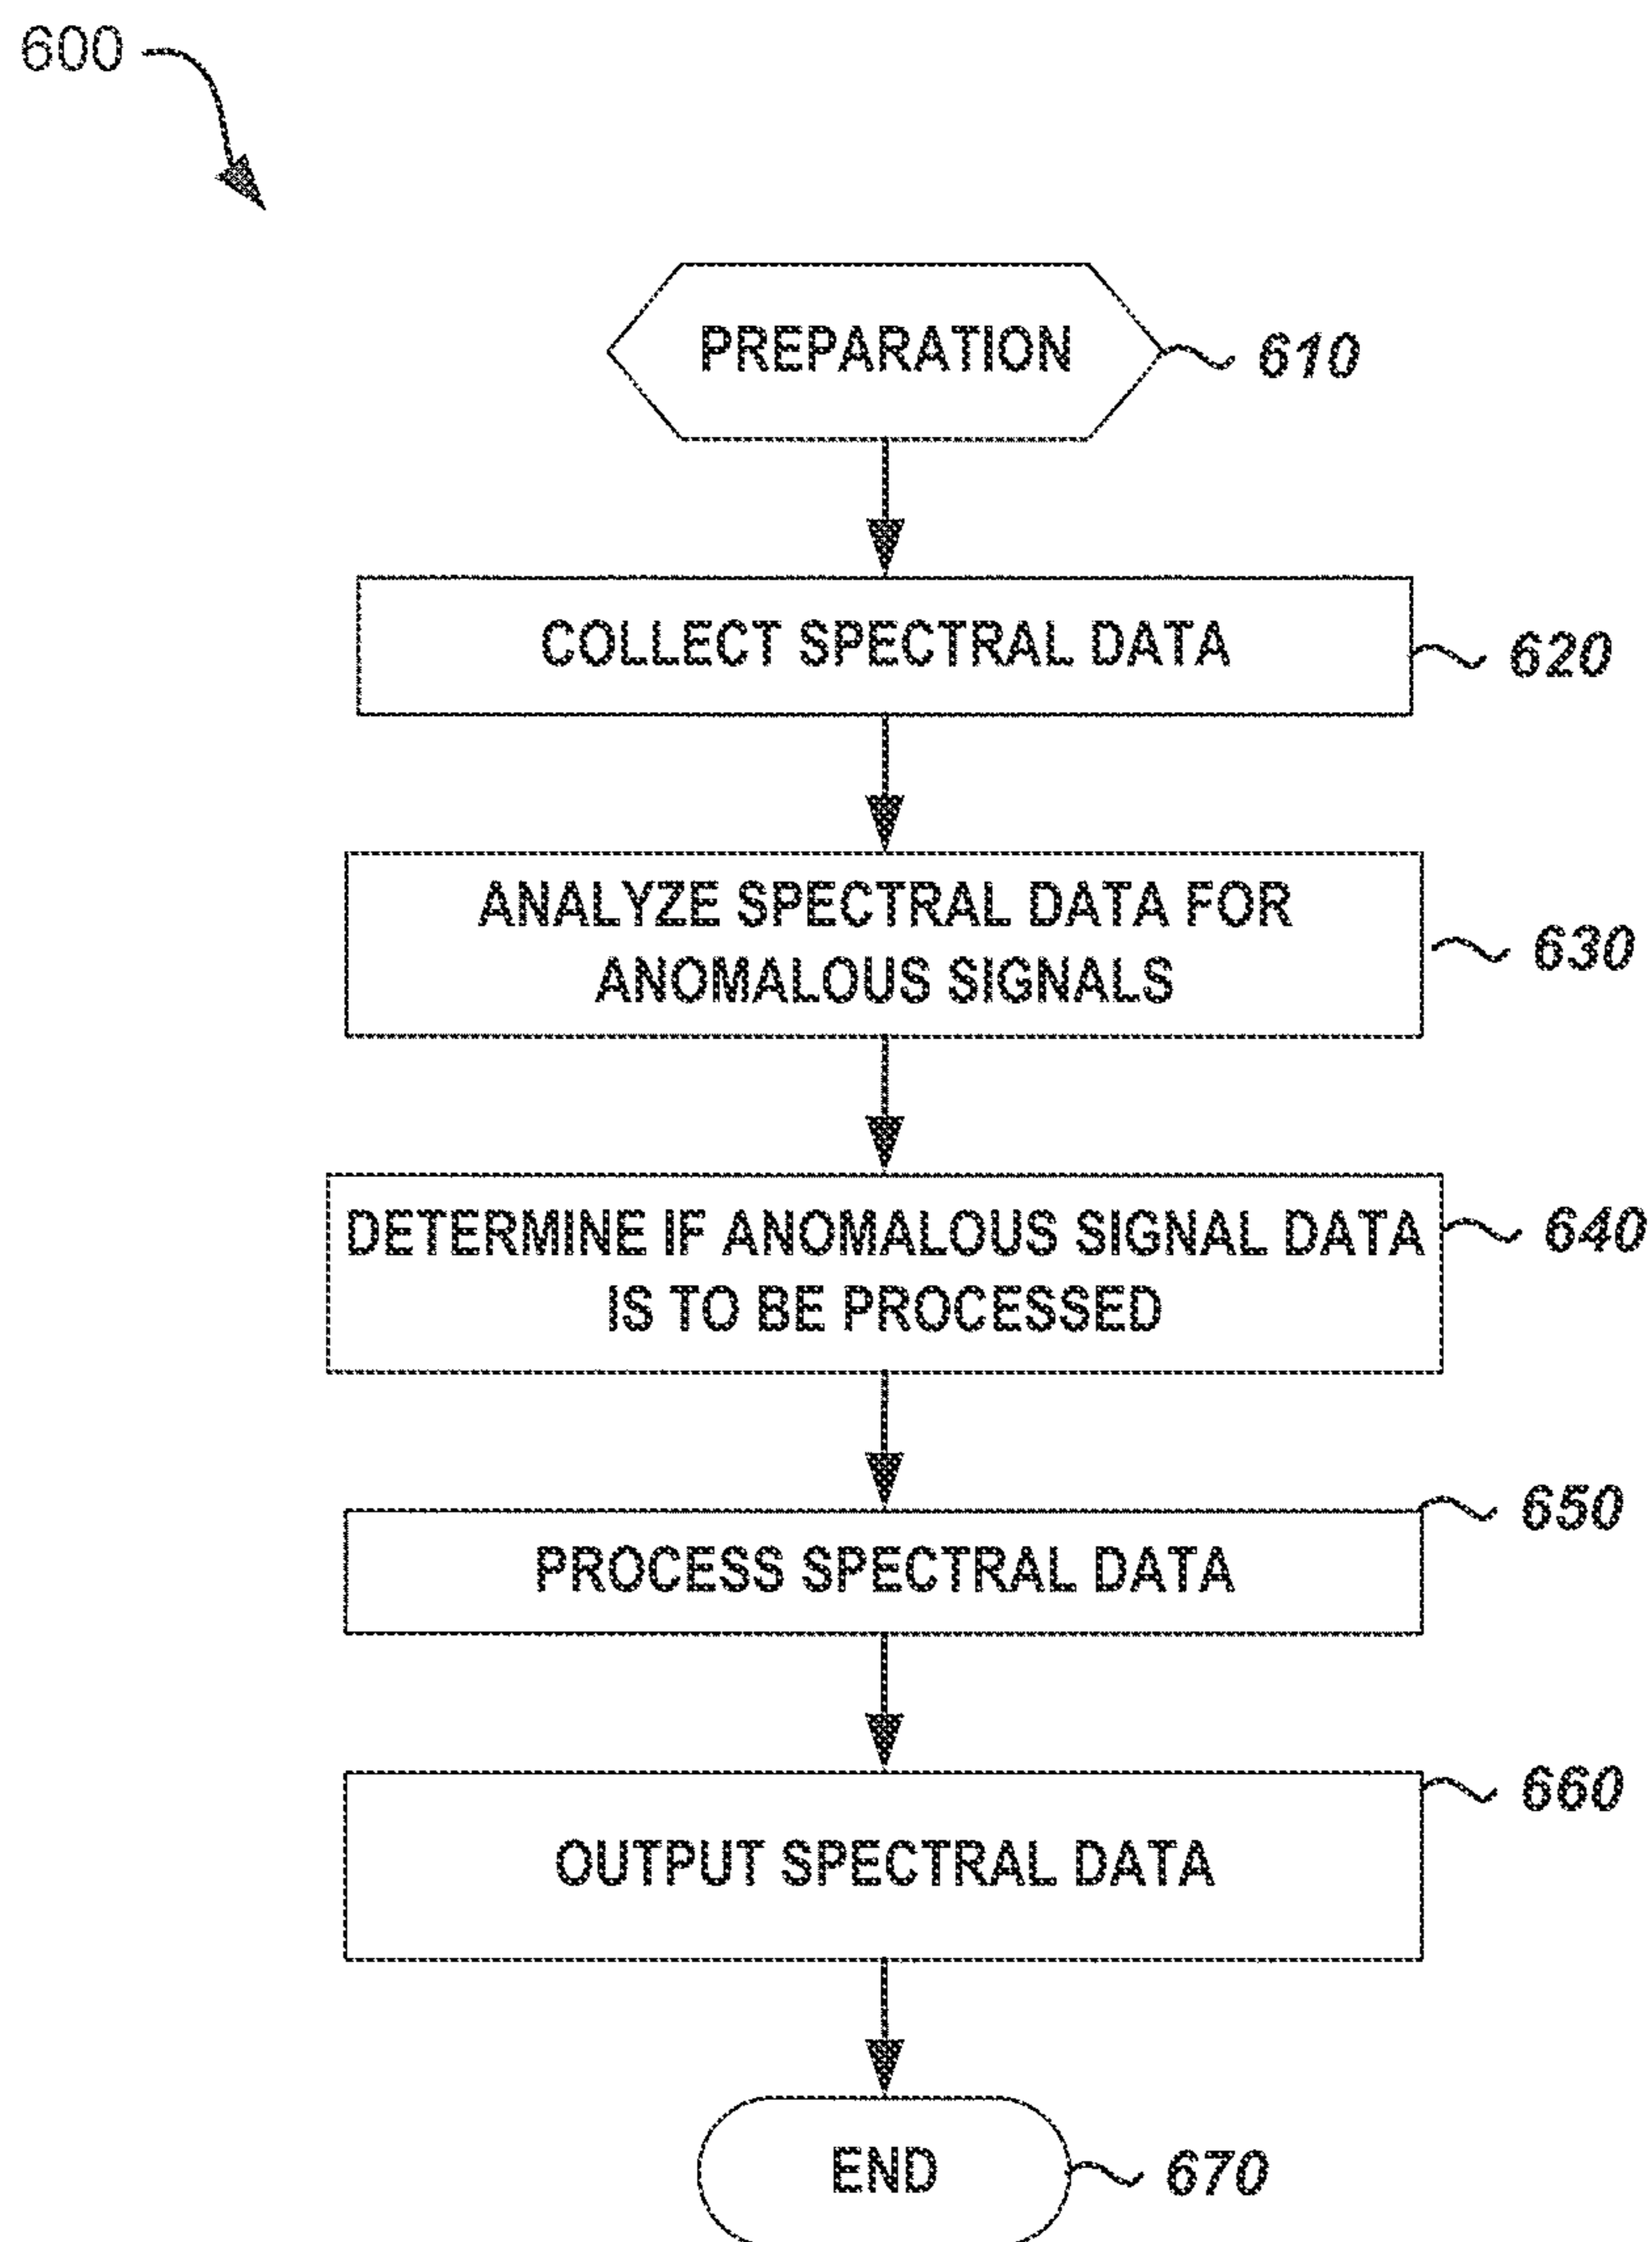 600
PREPARATION
610
COLLECT SPECTRAL DATA
620
ANALYZE SPECTRAL DATA FOR
ANOMALOUS SIGNALS
630
DETERMINE IF ANOMALOUS SIGNAL DATA
IS TO BE PROCESSED
640
PROCESS SPECTRAL DATA
650
OUTPUT SPECTRAL DATA
660
END
670